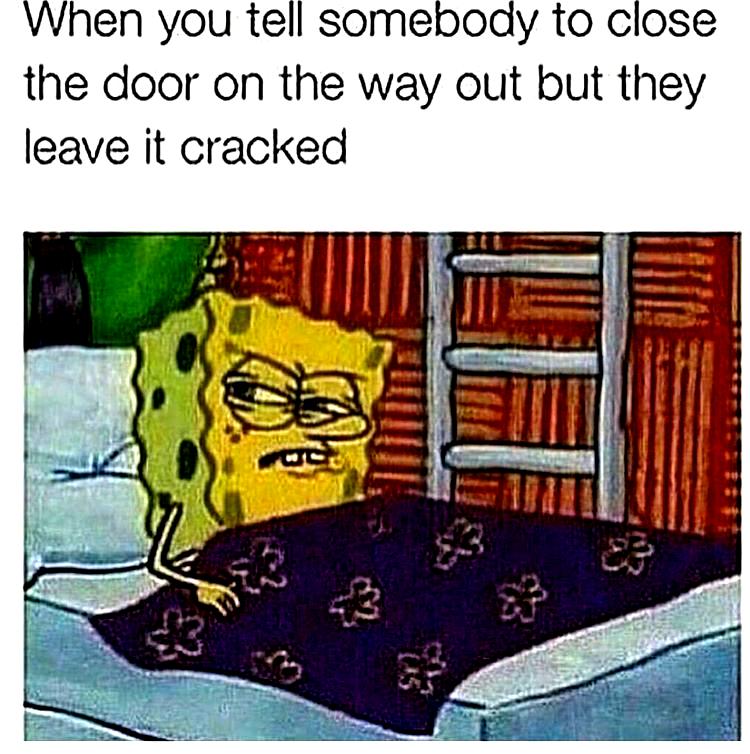 When you tell somebody to close
the door on the way out but they
leave it cracked